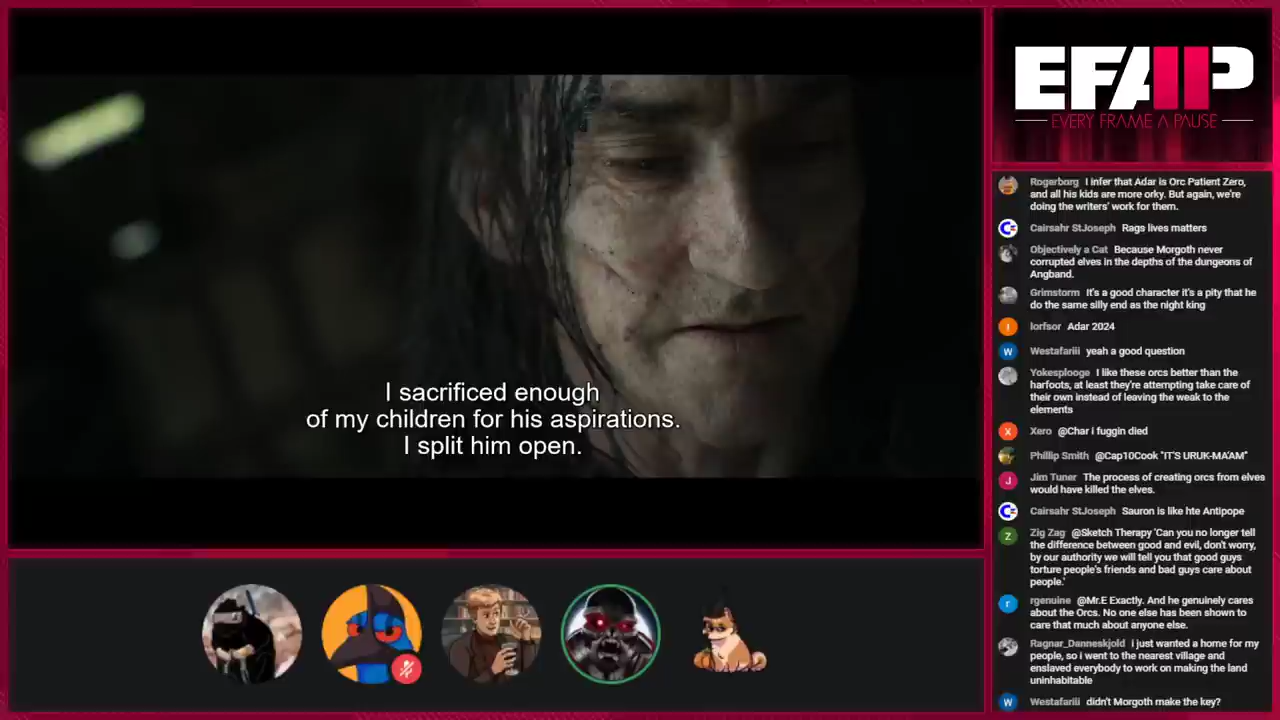 I sacrificed enough
of my children for his aspirations.
I split him open.
EFAP
EVERY FRAME A PAUSE
Rogerborg I infer that Adar is Orc Patient Zero,
and all his kids are more orky. But again, we're
doing the writers' work for them.
Cairsahr StJoseph Rags lives matters
Objectively a Cat Because Morgoth never
corrupted elves in the depths of the dungeons of
Angband.
Grimstorm It's a good character it's a pity that he
do the same silly end as the night king
lorfsor Adar 2024
Westafariii yeah a good question
Yokesplooge I like these orcs better than the
harfoots, at least they're attempting take care of
their own instead of leaving the weak to the
elements
Xero @Char i fuggin died
Phillip Smith @Cap10Cook "IT'S URUK-MA'AM"
Jim Tuner The process of creating orcs from elves
would have killed the elves.
Cairsahr StJoseph Sauron is like hte Antipope
Zig Zag @Sketch Therapy 'Can you no longer tell
the difference between good and evil, don't worry,
by our authority we will tell you that good guys
torture people's friends and bad guys care about
people.'
rgenuine @Mr.E Exactly. And he genuinely cares
about the Orcs. No one else has been shown to
care that much about anyone else.
Ragnar_Danneskjold i just wanted a home for my
people, so i went to the nearest village and
enslaved everybody to work on making the land
uninhabitable
Westafariii didn't Morgoth make the key?